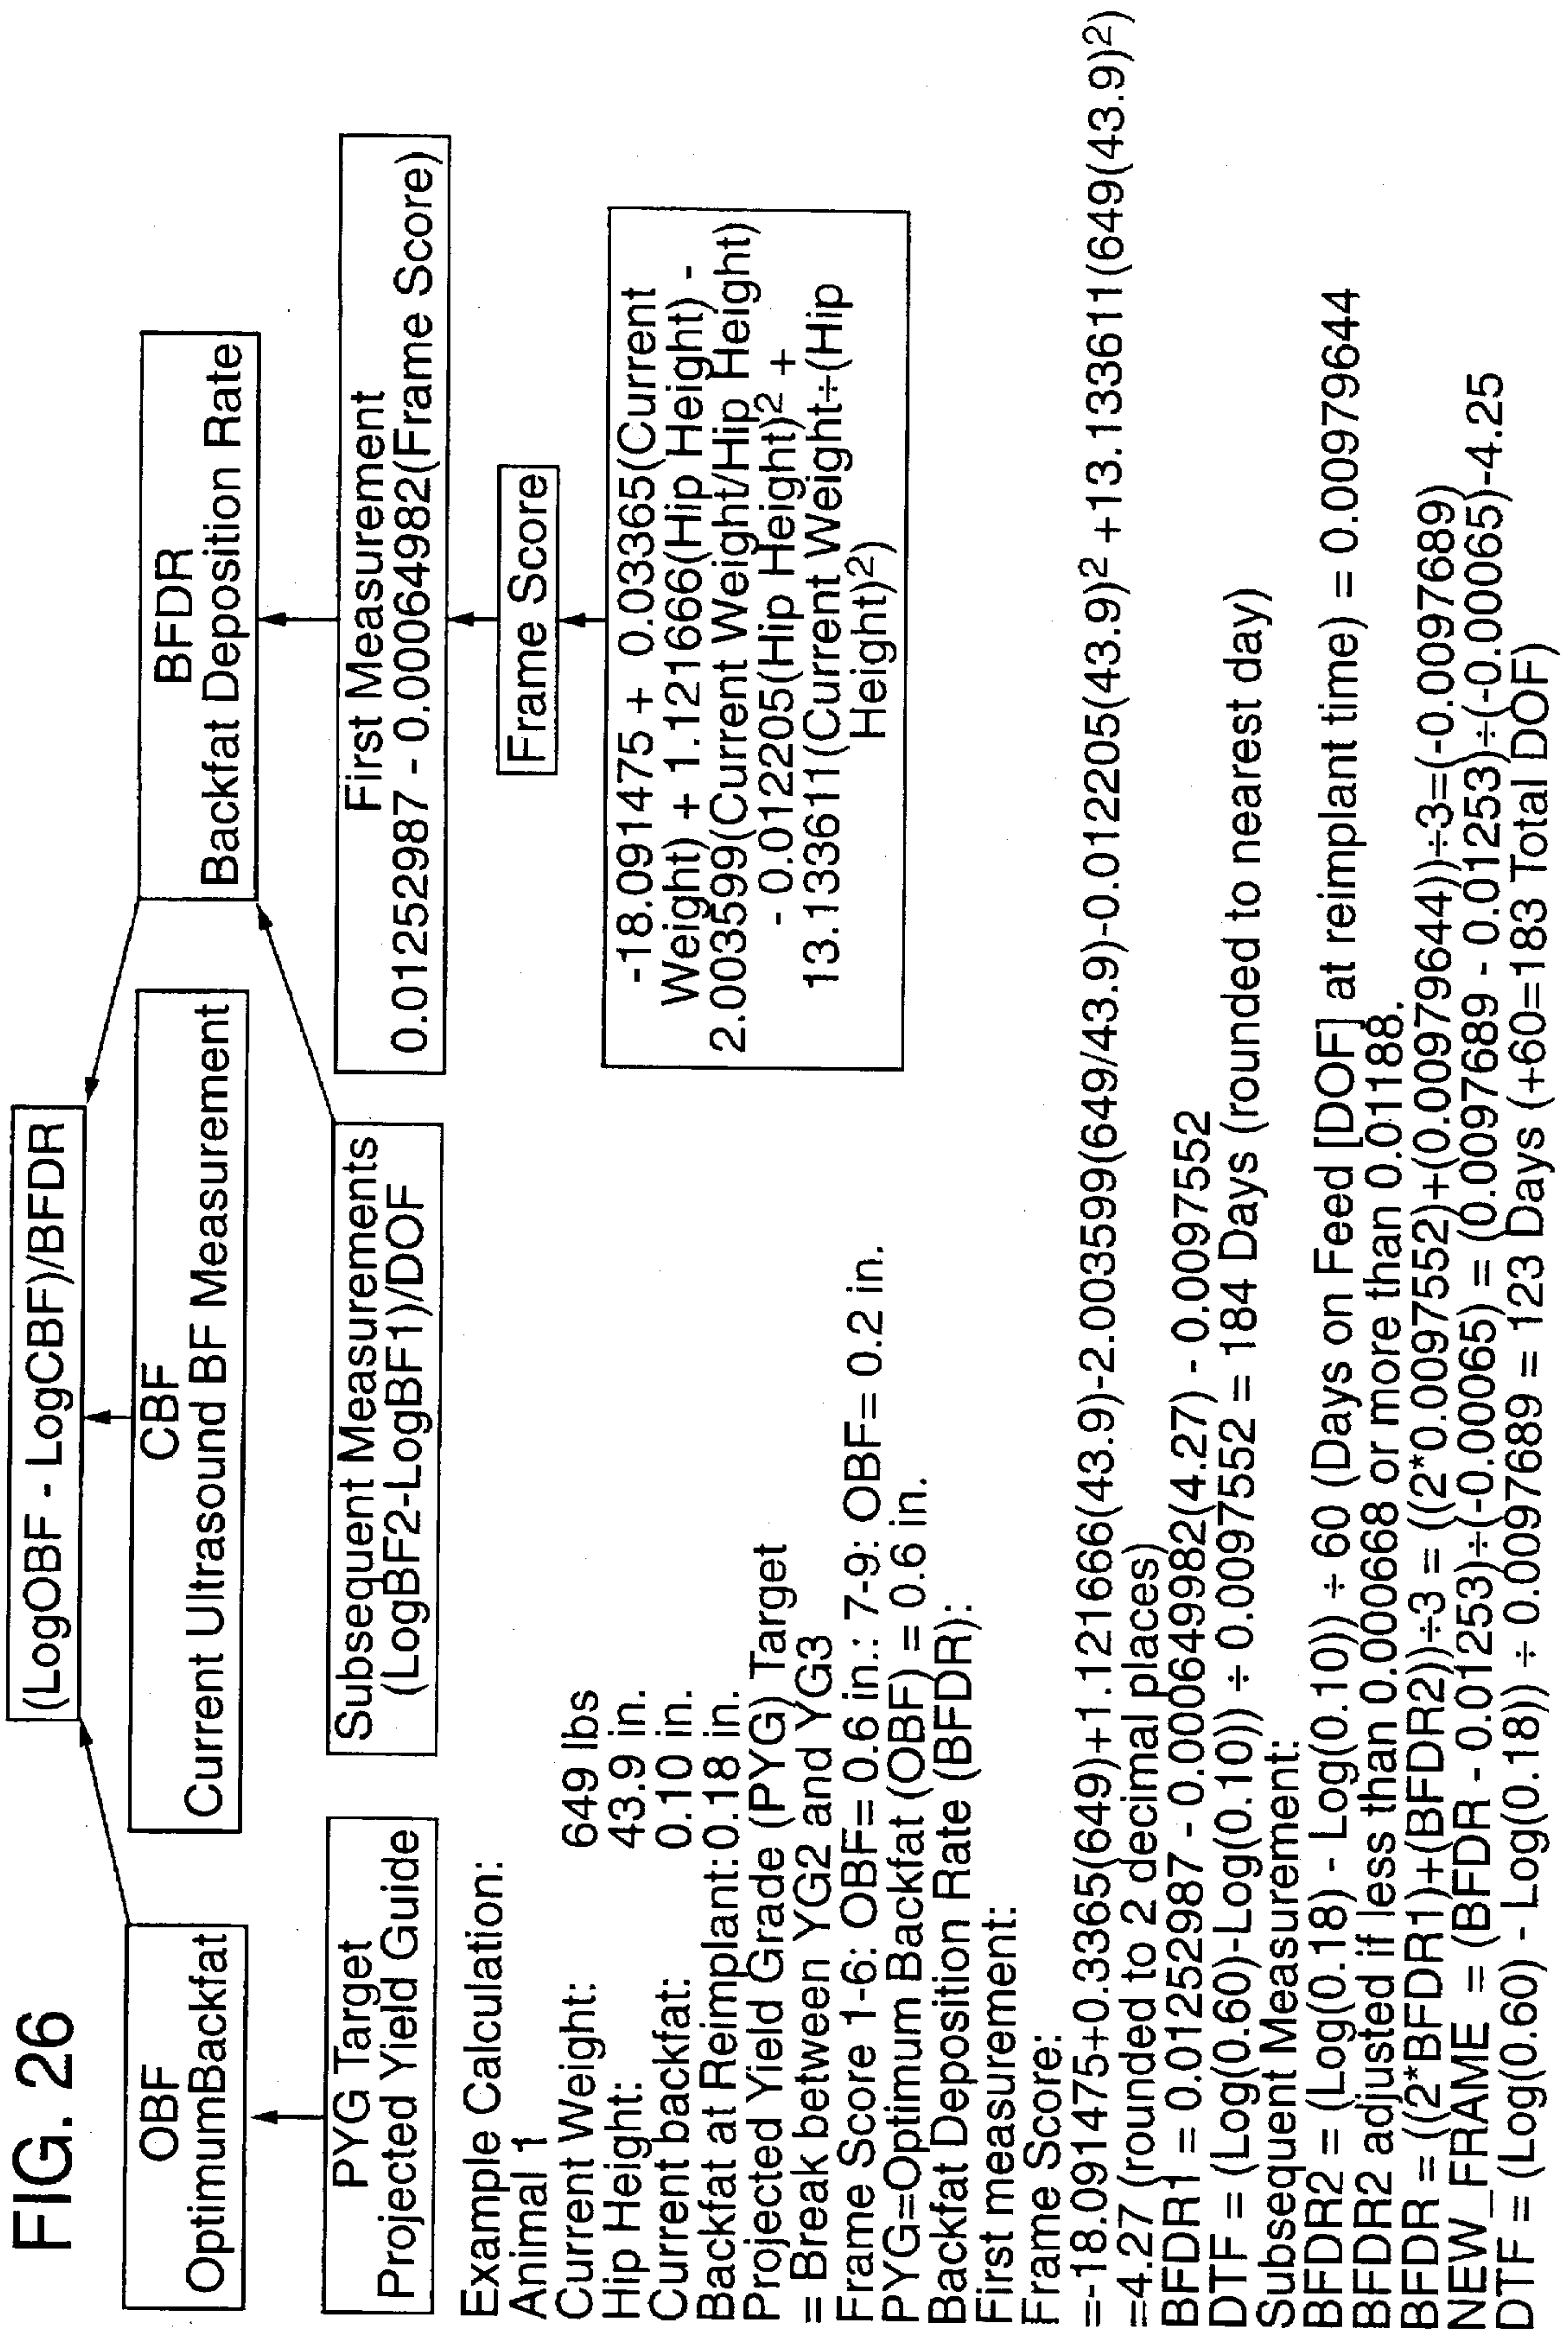 FIG. 26
(LogOBF - LogCBF)/BFDR
OBF
OptimumBackfat
CBF
Current Ultrasound BF Measurement
BFDR
Backfat Deposition Rate
PYG Target
Projected Yield Guide
Subsequent Measurements
(LogBF2-LogBF1)/DOF
First Measurement
0.01252987 - 0.00064982(Frame Score)
Frame Score
-18.091475 + 0.03365(Current
Weight) + 1.121666(Hip Height) -
2.003599(Current Weight/Hip Height)
- 0.012205(Hip Height)² +
13.133611(Current Weight÷(Hip
Height)²)
Example Calculation:
Animal 1
Current Weight: 649 lbs
Hip Height: 43.9 in.
Current backfat: 0.10 in.
Backfat at Reimplant: 0.18 in.
Projected Yield Grade (PYG) Target
= Break between YG2 and YG3
Frame Score 1-6: OBF= 0.6 in.: 7-9: OBF= 0.2 in.
PYG=Optimum Backfat (OBF) = 0.6 in.
Backfat Deposition Rate (BFDR):
First measurement:
Frame Score:
=-18.091475+0.3365(649)+1.121666(43.9)-2.003599(649/43.9)-0.012205(43.9)² +13.133611(649(43.9)²)
=4.27 (rounded to 2 decimal places)
BFDR1 = 0.01252987 - 0.000649982(4.27) - 0.0097552
DTF = (Log(0.60)-Log(0.10)) ÷ 0.0097552 = 184 Days (rounded to nearest day)
Subsequent Measurement:
BFDR2 = (Log(0.18) - Log(0.10)) ÷ 60 (Days on Feed [DOF] at reimplant time) = 0.00979644
BFDR2 adjusted if less than 0.000668 or more than 0.01188.
BFDR = ((2*BFDR1)+(BFDR2))÷3 = ((2*0.0097552)+(0.00979644))÷3=(-0.0097689)
NEW_FRAME = (BFDR - 0.01253)÷(-0.00065) = (0.0097689 - 0.01253)÷(-0.00065)-4.25
DTF = (Log(0.60) - Log(0.18)) ÷ 0.0097689 = 123 Days (+60=183 Total DOF)